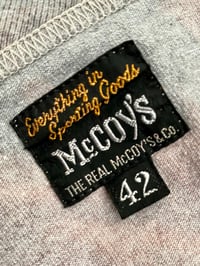 Everything in
Sporting Goods
McCOY'S
THE REAL McCOY'S & CO.
42